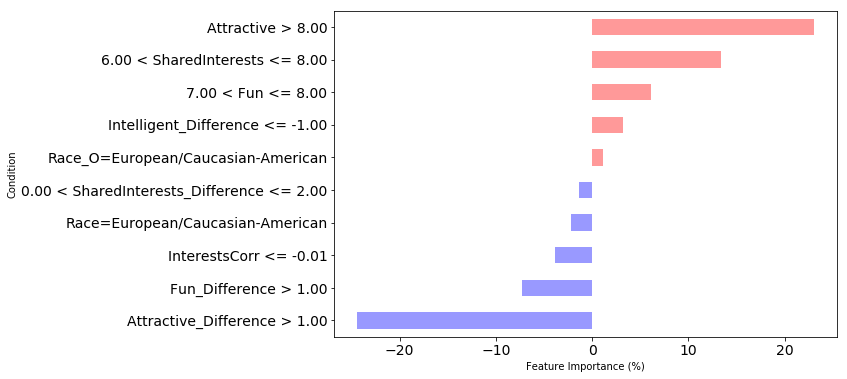 Attractive > 8.00
6.00 < SharedInterests <= 8.00
7.00 < Fun <= 8.00
Intelligent_Difference <= -1.00
Race_O=European/Caucasian-American
0.00 < SharedInterests_Difference <= 2.00
Race=European/Caucasian-American
InterestsCorr <= -0.01
Fun_Difference > 1.00
Attractive_Difference > 1.00
Condition
−20 −10 0 10 20
Feature Importance (%)